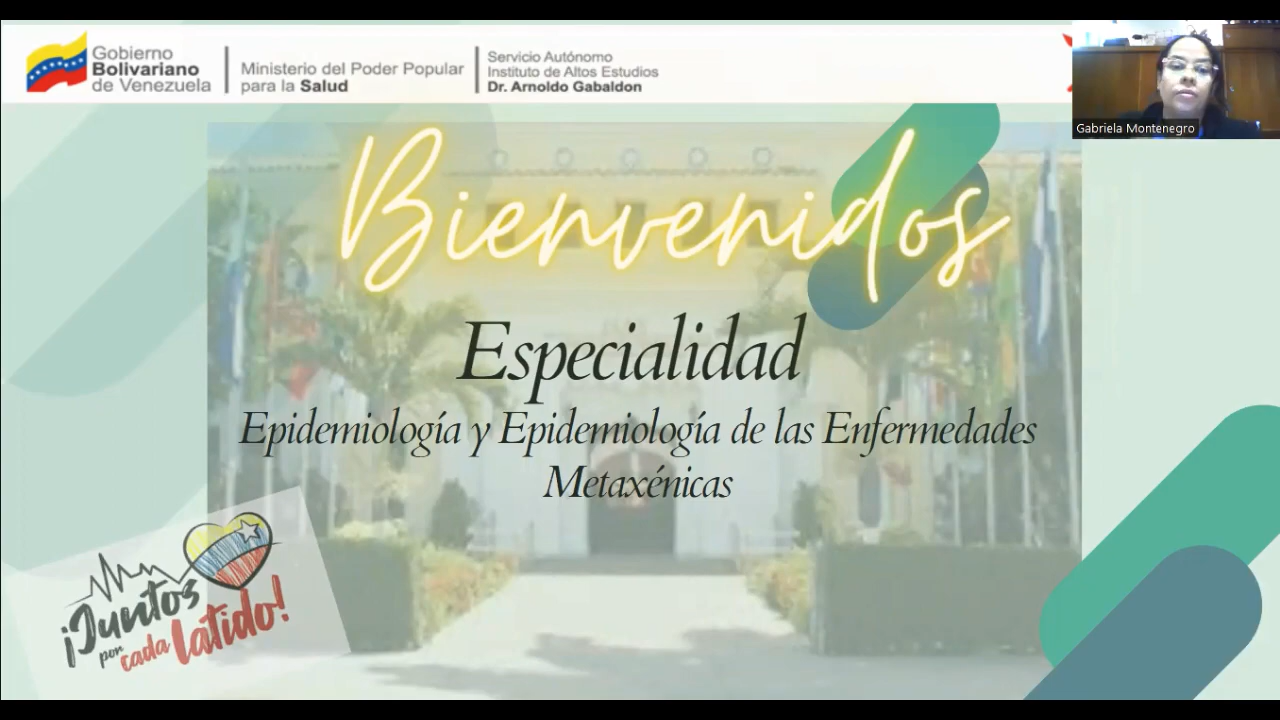 Gobierno
Bolivariano
de Venezuela
Ministerio del Poder Popular
para la Salud
Servicio Autónomo
Instituto de Altos Estudios
Dr. Arnoldo Gabaldon
Gabriela Montenegro
Bienvenidos
Especialidad
Epidemiología y Epidemiología de las Enfermedades
Metaxénicas
¡Juntos
por cada latido!